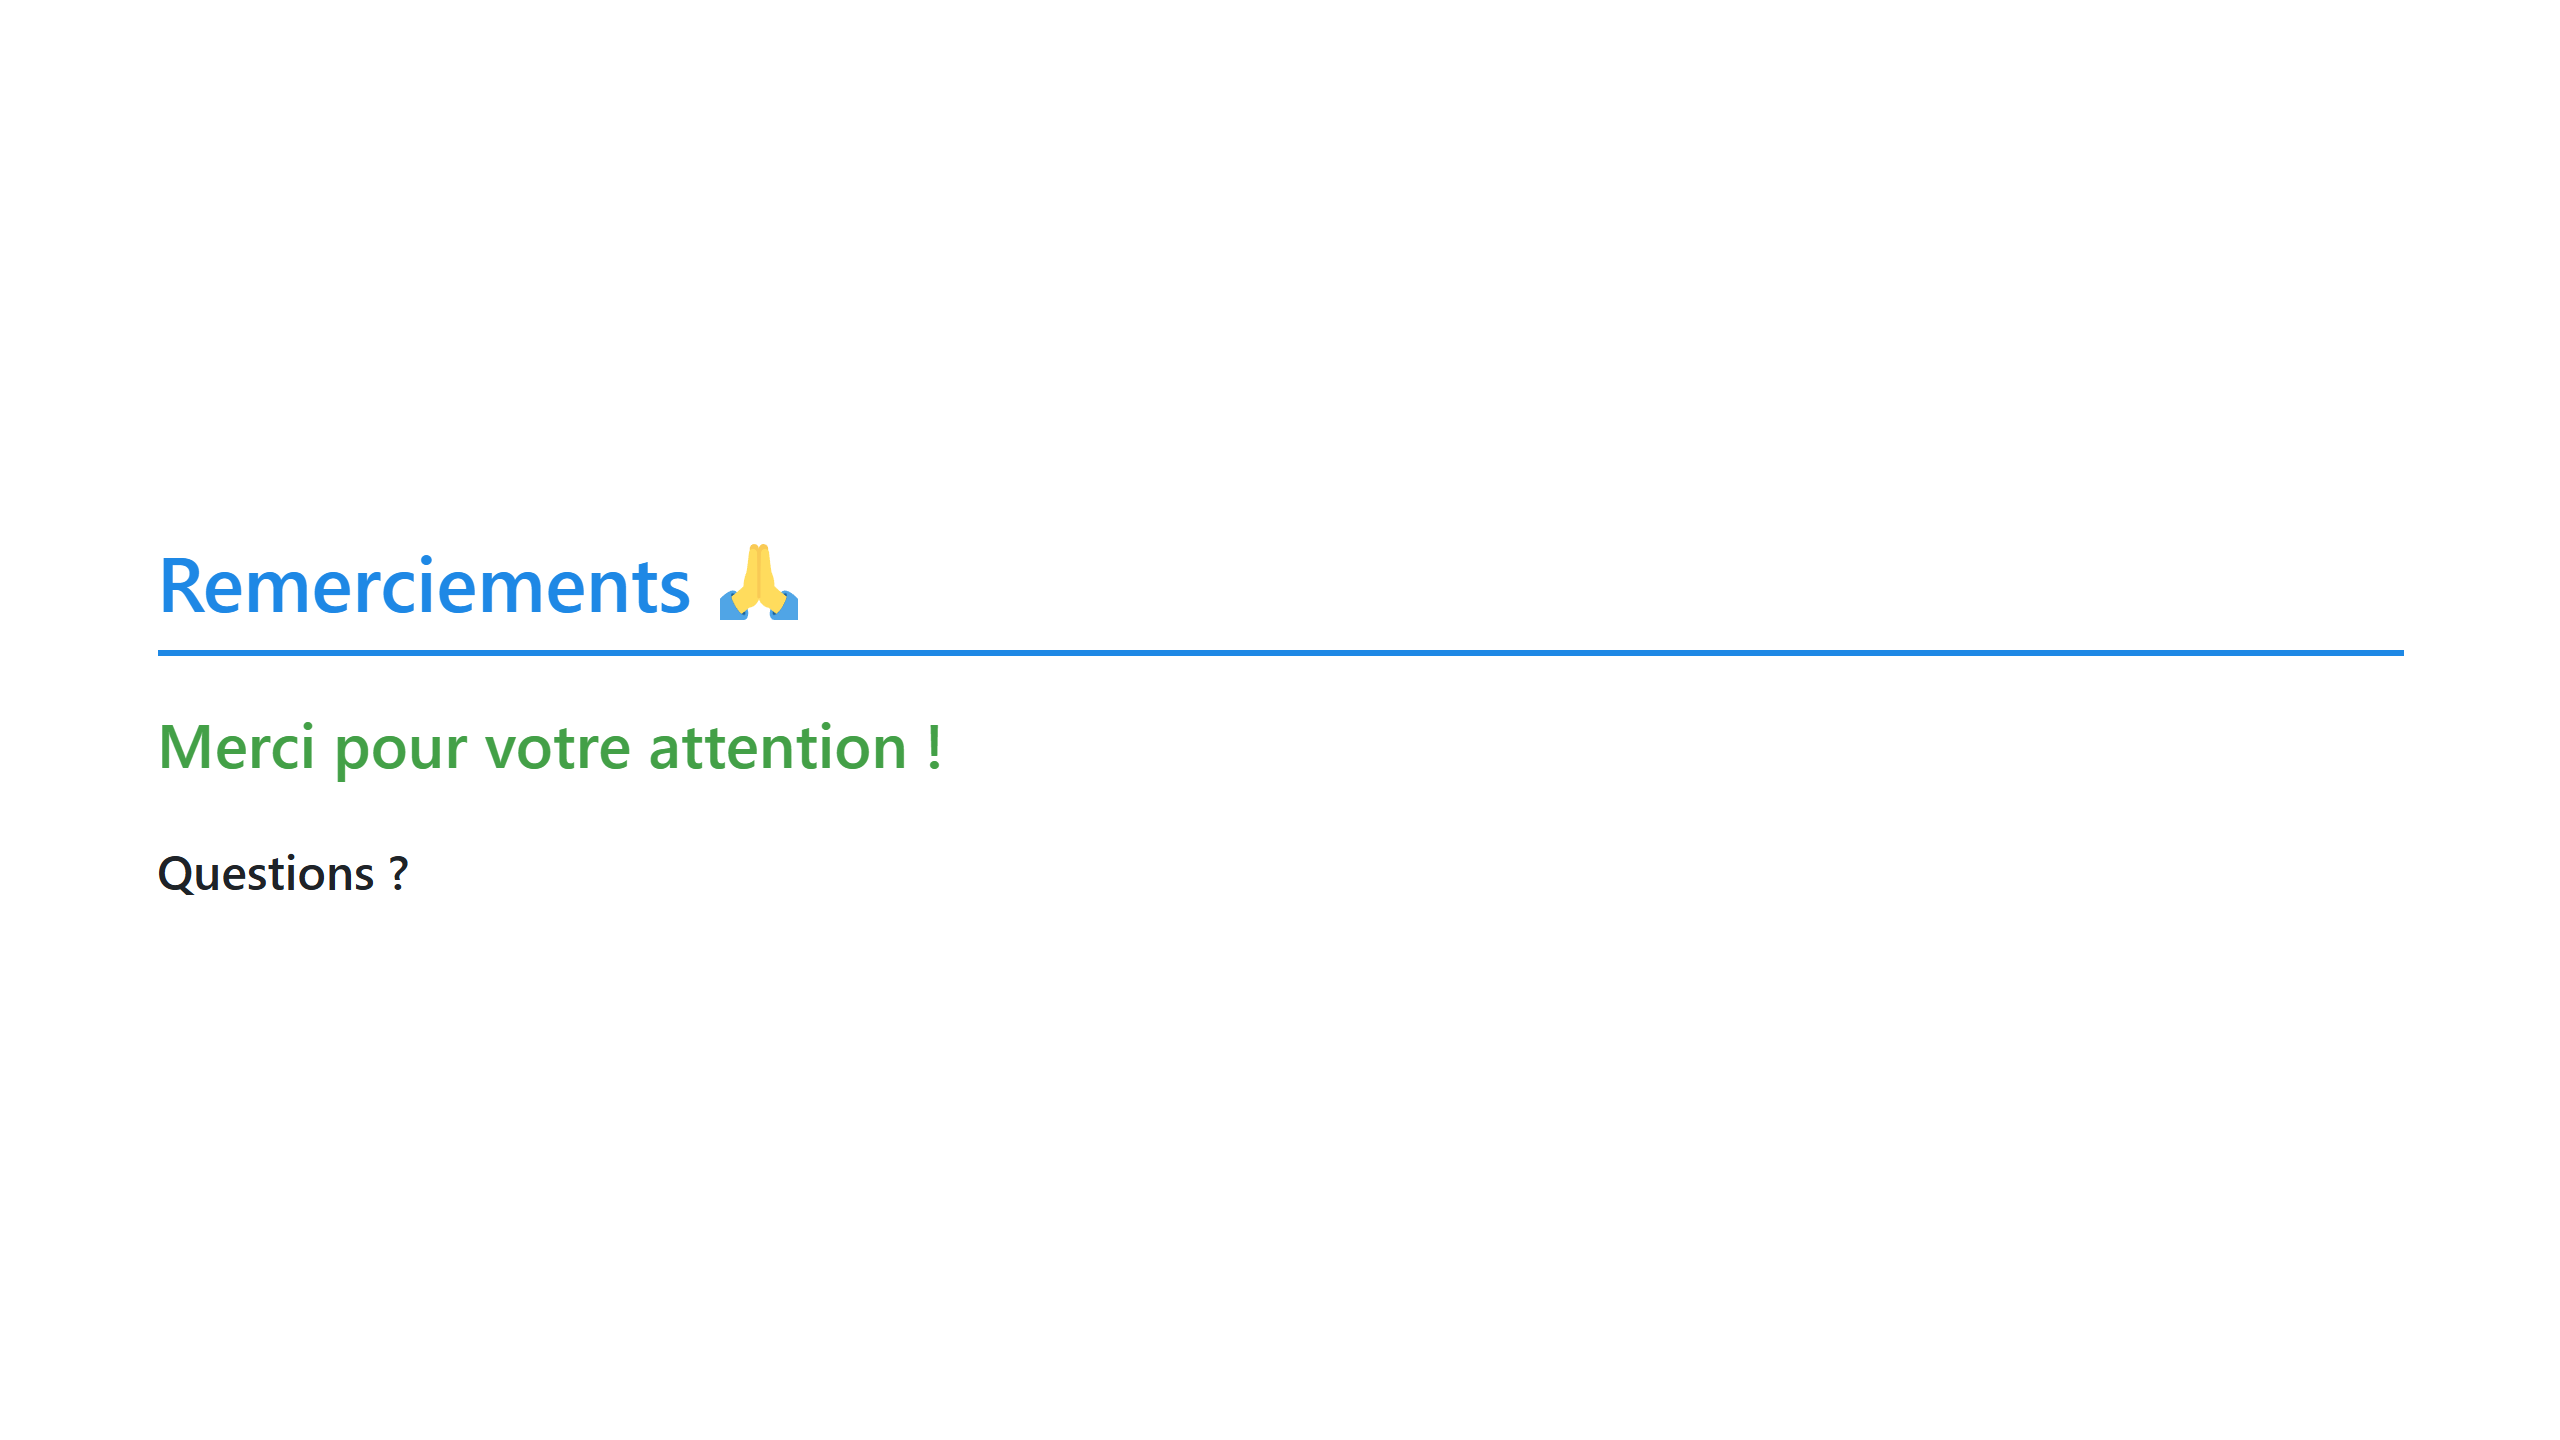 Remerciements 🙏
Merci pour votre attention !
Questions ?